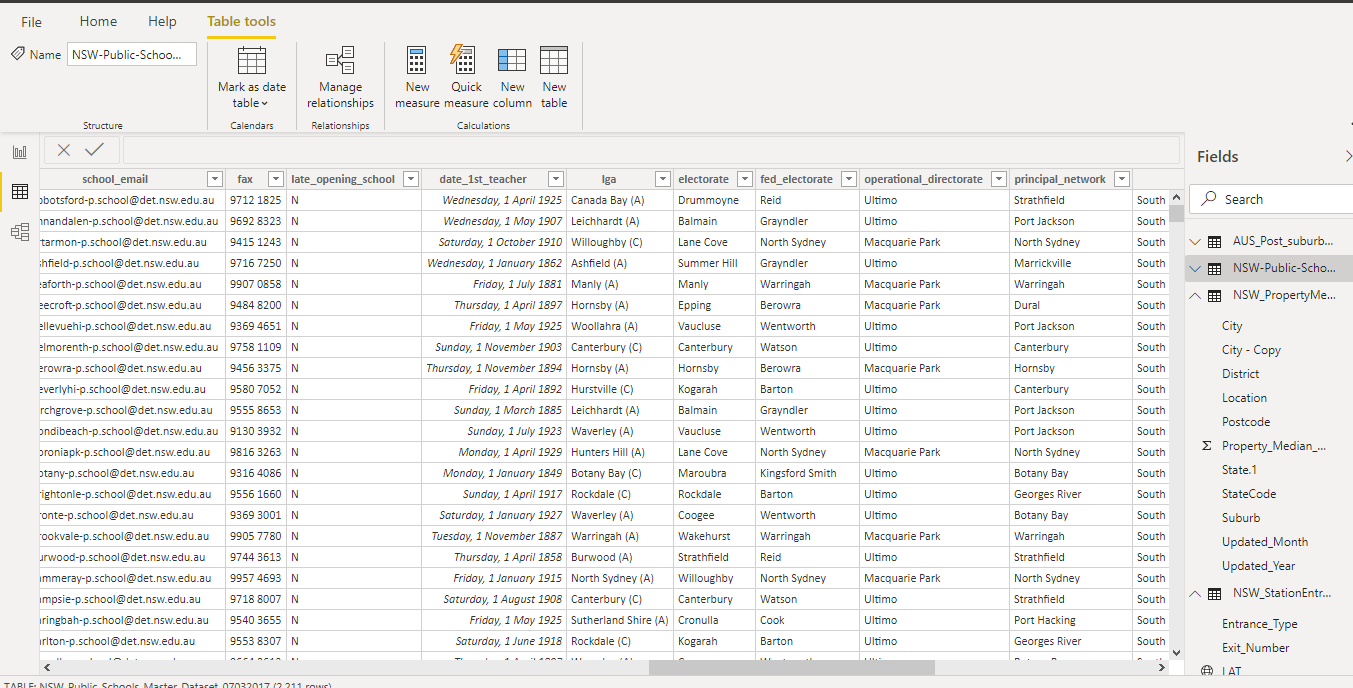 File Home Help Table tools
Name NSW-Public-Schoo...
Mark as date table
Manage relationships
New measure
Quick measure
New column
New table
Structure Calendars Relationships Calculations
Fields
Search
school_email fax late_opening_school date_1st_teacher lga electorate fed_electorate operational_directorate principal_network
bbotsford-p.school@det.nsw.edu.au 9712 1825 N Wednesday, 1 April 1925 Canada Bay (A) Drummoyne Reid Ultimo Strathfield South
nnandalen-p.school@det.nsw.edu.au 9692 8323 N Wednesday, 1 May 1907 Leichhardt (A) Balmain Grayndler Ultimo Port Jackson South
rtarmon-p.school@det.nsw.edu.au 9415 1243 N Saturday, 1 October 1910 Willoughby (C) Lane Cove North Sydney Macquarie Park North Sydney South
shfield-p.school@det.nsw.edu.au 9716 7250 N Wednesday, 1 January 1862 Ashfield (A) Summer Hill Grayndler Ultimo Marrickville South
eaforth-p.school@det.nsw.edu.au 9907 0858 N Friday, 1 July 1881 Manly (A) Manly Warringah Macquarie Park Warringah South
eecroft-p.school@det.nsw.edu.au 9484 8200 N Thursday, 1 April 1897 Hornsby (A) Epping Berowra Macquarie Park Dural South
ellevuehi-p.school@det.nsw.edu.au 9369 4651 N Friday, 1 May 1925 Woollahra (A) Vaucluse Wentworth Ultimo Port Jackson South
elmorenth-p.school@det.nsw.edu.au 9758 1109 N Sunday, 1 November 1903 Canterbury (C) Canterbury Watson Ultimo Canterbury South
erowra-p.school@det.nsw.edu.au 9456 3375 N Thursday, 1 November 1894 Hornsby (A) Hornsby Berowra Macquarie Park Hornsby South
everlyhi-p.school@det.nsw.edu.au 9580 7052 N Friday, 1 April 1892 Hurstville (C) Kogarah Barton Ultimo Canterbury South
irchgrove-p.school@det.nsw.edu.au 9555 8653 N Sunday, 1 March 1885 Leichhardt (A) Balmain Grayndler Ultimo Port Jackson South
ondibeach-p.school@det.nsw.edu.au 9130 3932 N Sunday, 1 July 1923 Waverley (A) Vaucluse Wentworth Ultimo Port Jackson South
oroniapk-p.school@det.nsw.edu.au 9816 3263 N Monday, 1 April 1929 Hunters Hill (A) Lane Cove North Sydney Macquarie Park North Sydney South
otany-p.school@det.nsw.edu.au 9316 4086 N Monday, 1 January 1849 Botany Bay (C) Maroubra Kingsford Smith Ultimo Botany Bay South
rightonle-p.school@det.nsw.edu.au 9556 1660 N Sunday, 1 April 1917 Rockdale (C) Rockdale Barton Ultimo Georges River South
ronte-p.school@det.nsw.edu.au 9369 3001 N Saturday, 1 January 1927 Waverley (A) Coogee Wentworth Ultimo Botany Bay South
rookvale-p.school@det.nsw.edu.au 9905 7780 N Tuesday, 1 November 1887 Warringah (A) Wakehurst Warringah Macquarie Park Warringah South
urwood-p.school@det.nsw.edu.au 9744 3613 N Thursday, 1 April 1858 Burwood (A) Strathfield Reid Ultimo Strathfield South
ammeray-p.school@det.nsw.edu.au 9957 4693 N Friday, 1 January 1915 North Sydney (A) Willoughby North Sydney Macquarie Park North Sydney South
ampsie-p.school@det.nsw.edu.au 9718 8007 N Saturday, 1 August 1908 Canterbury (C) Canterbury Watson Ultimo Strathfield South
aringbah-p.school@det.nsw.edu.au 9540 3655 N Friday, 1 May 1925 Sutherland Shire (A) Cronulla Cook Ultimo Port Hacking South
arlton-p.school@det.nsw.edu.au 9553 8307 N Saturday, 1 June 1918 Rockdale (C) Kogarah Barton Ultimo Georges River South
AUS_Post_suburb...
NSW-Public-Scho...
NSW_PropertyMe...
City
City - Copy
District
Location
Postcode
Σ Property_Median_...
State.1
StateCode
Suburb
Updated_Month
Updated_Year
NSW_StationEntr...
Entrance_Type
Exit_Number
LAT
TABLE: NSW_Public_Schools_Master_Dataset_07032017 (2,211 rows)